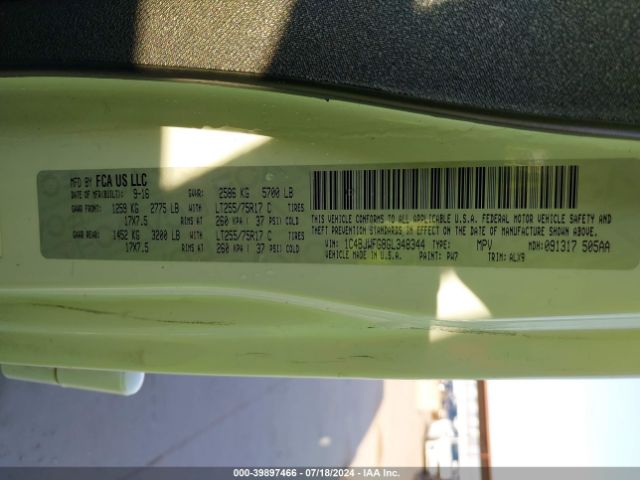 MFD BY FCA US LLC
DATE OF MFR(BUILT): 9-16 GVWR: 2586 KG 5700 LB
GAWR FRONT: 1259 KG 2775 LB WITH LT255/75R17 C TIRES
17X7.5 RIMS AT 260 KPA ( 37 PSI) COLD
GAWR REAR: 1452 KG 3200 LB WITH LT255/75R17 C TIRES
17X7.5 RIMS AT 260 KPA ( 37 PSI) COLD
THIS VEHICLE CONFORMS TO ALL APPLICABLE U.S.A. FEDERAL MOTOR VEHICLE SAFETY AND
THEFT PREVENTION STANDARDS IN EFFECT ON THE DATE OF MANUFACTURE SHOWN ABOVE.
VIN: 1C4BJWFG8GL348344 TYPE: MPV MDH: 091317 505AA
VEHICLE MADE IN U.S.A. PAINT: PW7 TRIM: ALX9
000-39897466 - 07/18/2024 - IAA Inc.